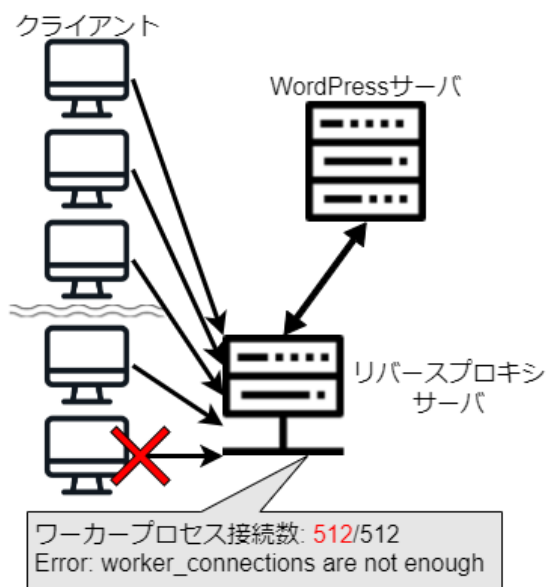 クライアント
WordPressサーバ
リバースプロキシ
サーバ
ワーカープロセス接続数: 512/512
Error: worker_connections are not enough